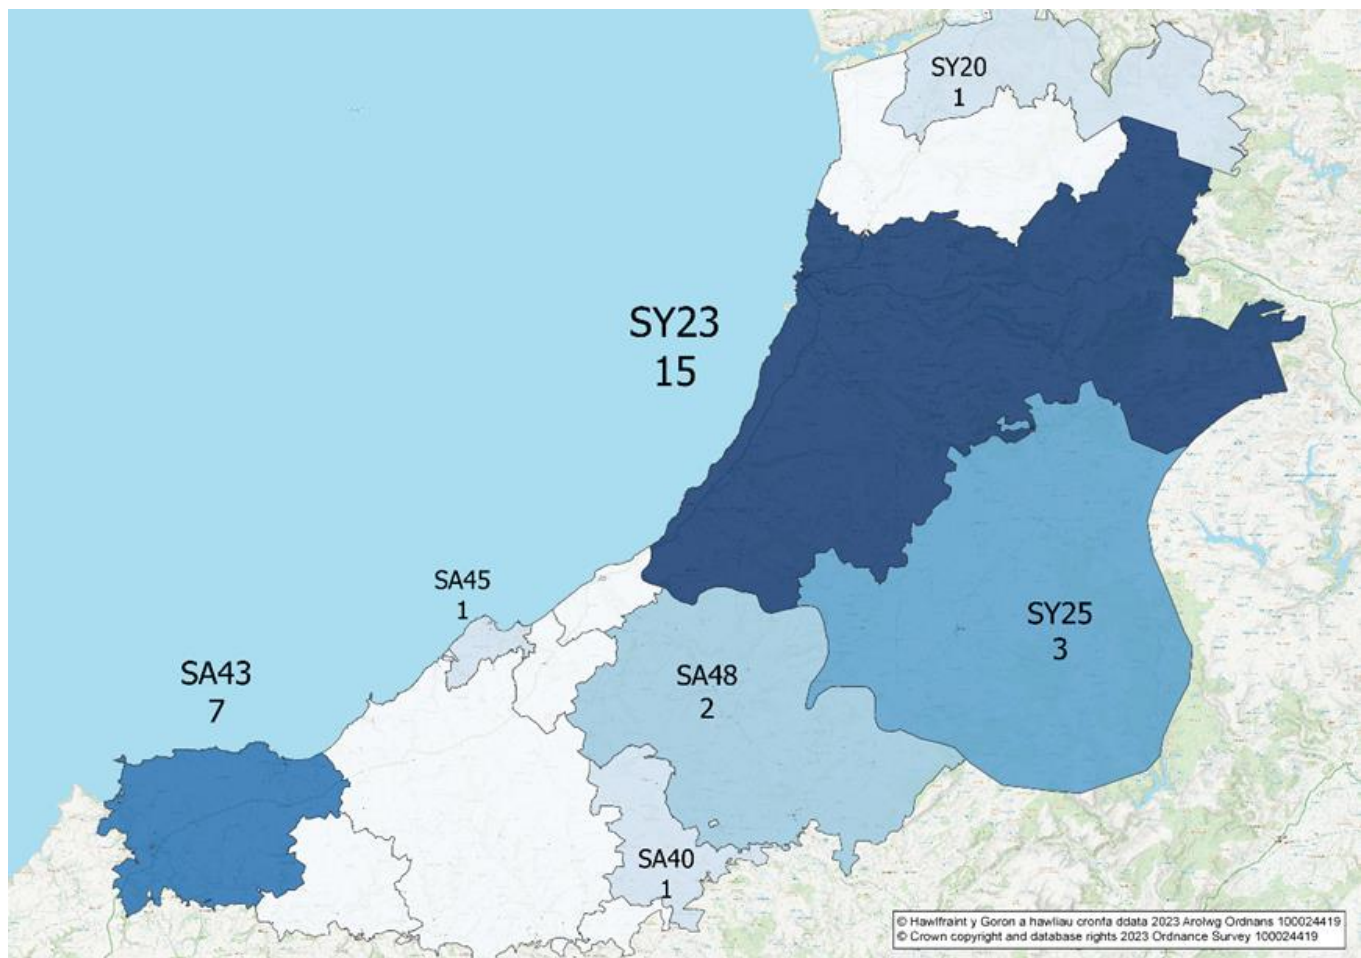 SY20
1
SY23
15
SA45
1
SY25
3
SA43
7
SA48
2
SA40
1
© Hawlfraint y Goron a hawliau cronfa ddata 2023 Arolwg Ordnans 100024419
© Crown copyright and database rights 2023 Ordnance Survey 100024419